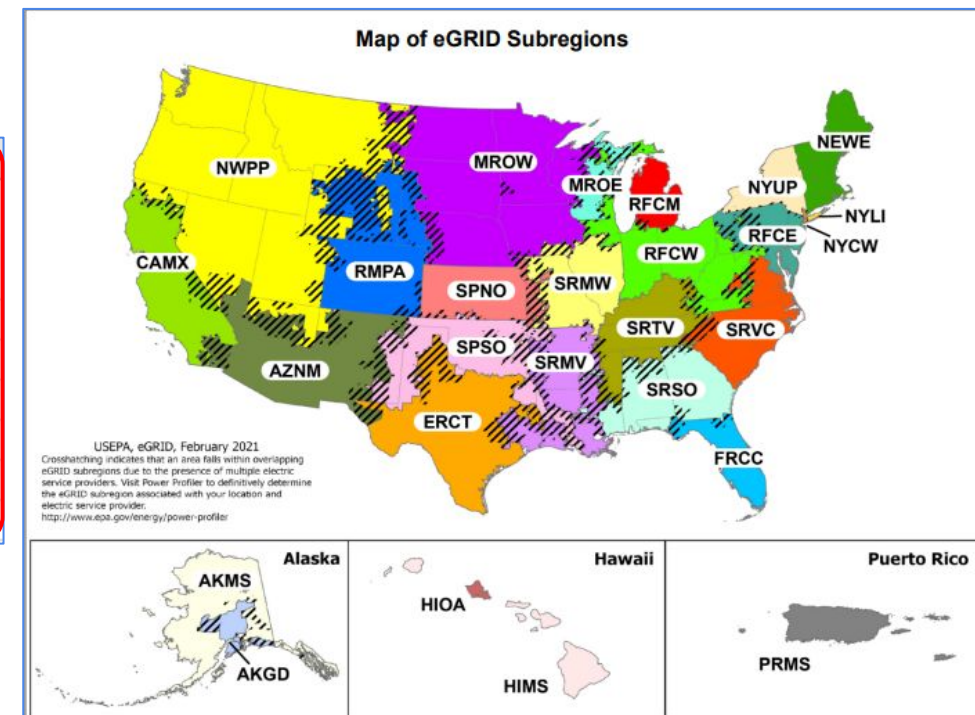 Map of eGRID Subregions
NEWE
NWPP
MROW
MROE
NYUP
RFCM
NYLI
RFCE
NYCW
CAMX
RFCW
RMPA
SRMW
SPNO
SRTV
SRVC
SPSO
SRMV
AZNM
SRSO
ERCT
FRCC
USEPA, eGRID, February 2021
Crosshatching indicates that an area falls within overlapping
eGRID subregions due to the presence of multiple electric
service providers. Visit Power Profiler to definitively determine
the eGRID subregion associated with your location and
electric service provider.
http://www.epa.gov/energy/power-profiler
Alaska
AKMS
AKGD
Hawaii
HIOA
HIMS
Puerto Rico
PRMS